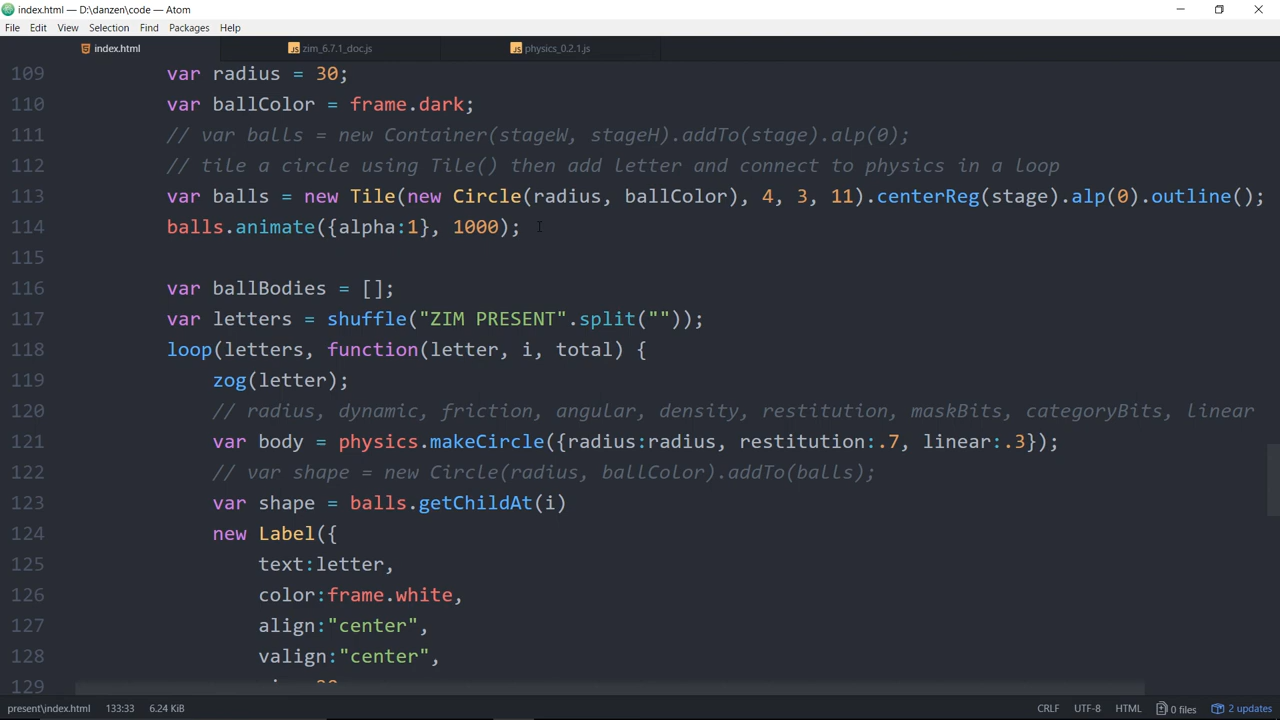 index.html — D:\danzen\code — Atom
File Edit View Selection Find Packages Help
index.html zim_6.7.1_doc.js physics_0.2.1.js
109 var radius = 30;
110 var ballColor = frame.dark;
111 // var balls = new Container(stageW, stageH).addTo(stage).alp(0);
112 // tile a circle using Tile() then add letter and connect to physics in a loop
113 var balls = new Tile(new Circle(radius, ballColor), 4, 3, 11).centerReg(stage).alp(0).outline();
114 balls.animate({alpha:1}, 1000);
115
116 var ballBodies = [];
117 var letters = shuffle("ZIM PRESENT".split(""));
118 loop(letters, function(letter, i, total) {
119 zog(letter);
120 // radius, dynamic, friction, angular, density, restitution, maskBits, categoryBits, linear
121 var body = physics.makeCircle({radius:radius, restitution:.7, linear:.3});
122 // var shape = new Circle(radius, ballColor).addTo(balls);
123 var shape = balls.getChildAt(i)
124 new Label({
125 text:letter,
126 color:frame.white,
127 align:"center",
128 valign:"center",
129
present\index.html 133:33 6.24 KiB CRLF UTF-8 HTML 0 files 2 updates